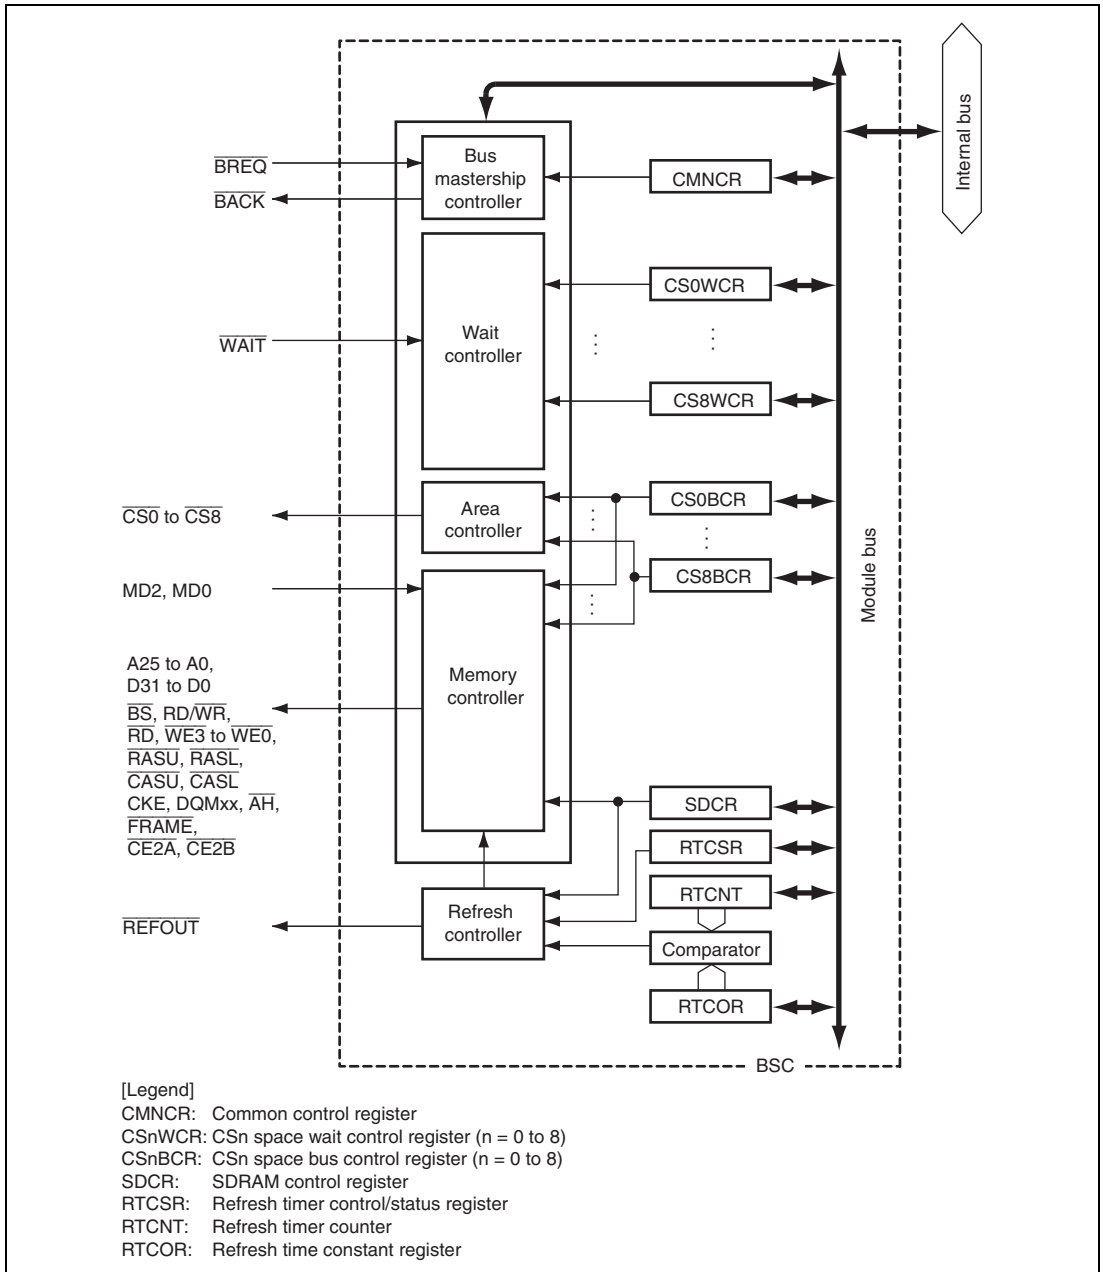 Internal bus
BREQ
BACK
Bus
mastership
controller
CMNCR
CS0WCR
WAIT
Wait
controller
CS8WCR
CS0 to CS8
Area
controller
CS0BCR
CS8BCR
Module bus
MD2, MD0
A25 to A0,
D31 to D0
BS, RD/WR,
RD, WE3 to WE0,
RASU, RASL,
CASU, CASL
CKE, DQMxx, AH,
FRAME,
CE2A, CE2B
Memory
controller
SDCR
RTCSR
RTCNT
REFOUT
Refresh
controller
Comparator
RTCOR
BSC
[Legend]
CMNCR: Common control register
CSnWCR: CSn space wait control register (n = 0 to 8)
CSnBCR: CSn space bus control register (n = 0 to 8)
SDCR: SDRAM control register
RTCSR: Refresh timer control/status register
RTCNT: Refresh timer counter
RTCOR: Refresh time constant register